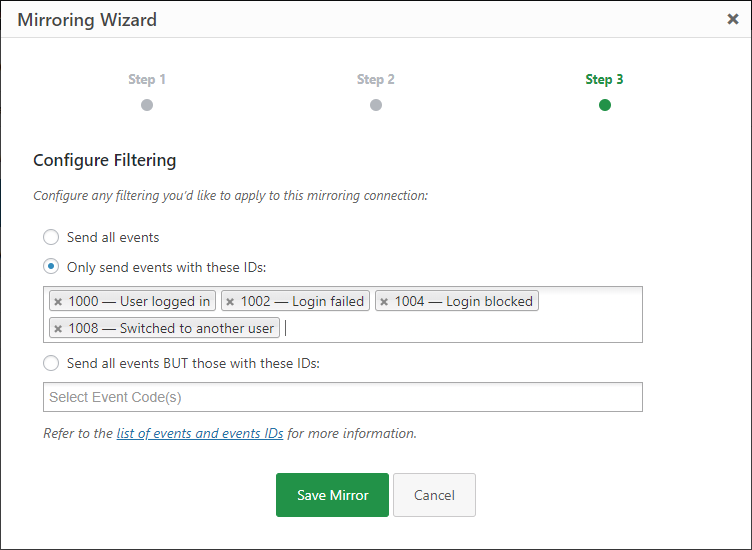 Mirroring Wizard
Step 1 Step 2 Step 3
Configure Filtering
Configure any filtering you'd like to apply to this mirroring connection:
Send all events
Only send events with these IDs:
× 1000 — User logged in × 1002 — Login failed × 1004 — Login blocked
× 1008 — Switched to another user
Send all events BUT those with these IDs:
Select Event Code(s)
Refer to the list of events and events IDs for more information.
Save Mirror Cancel